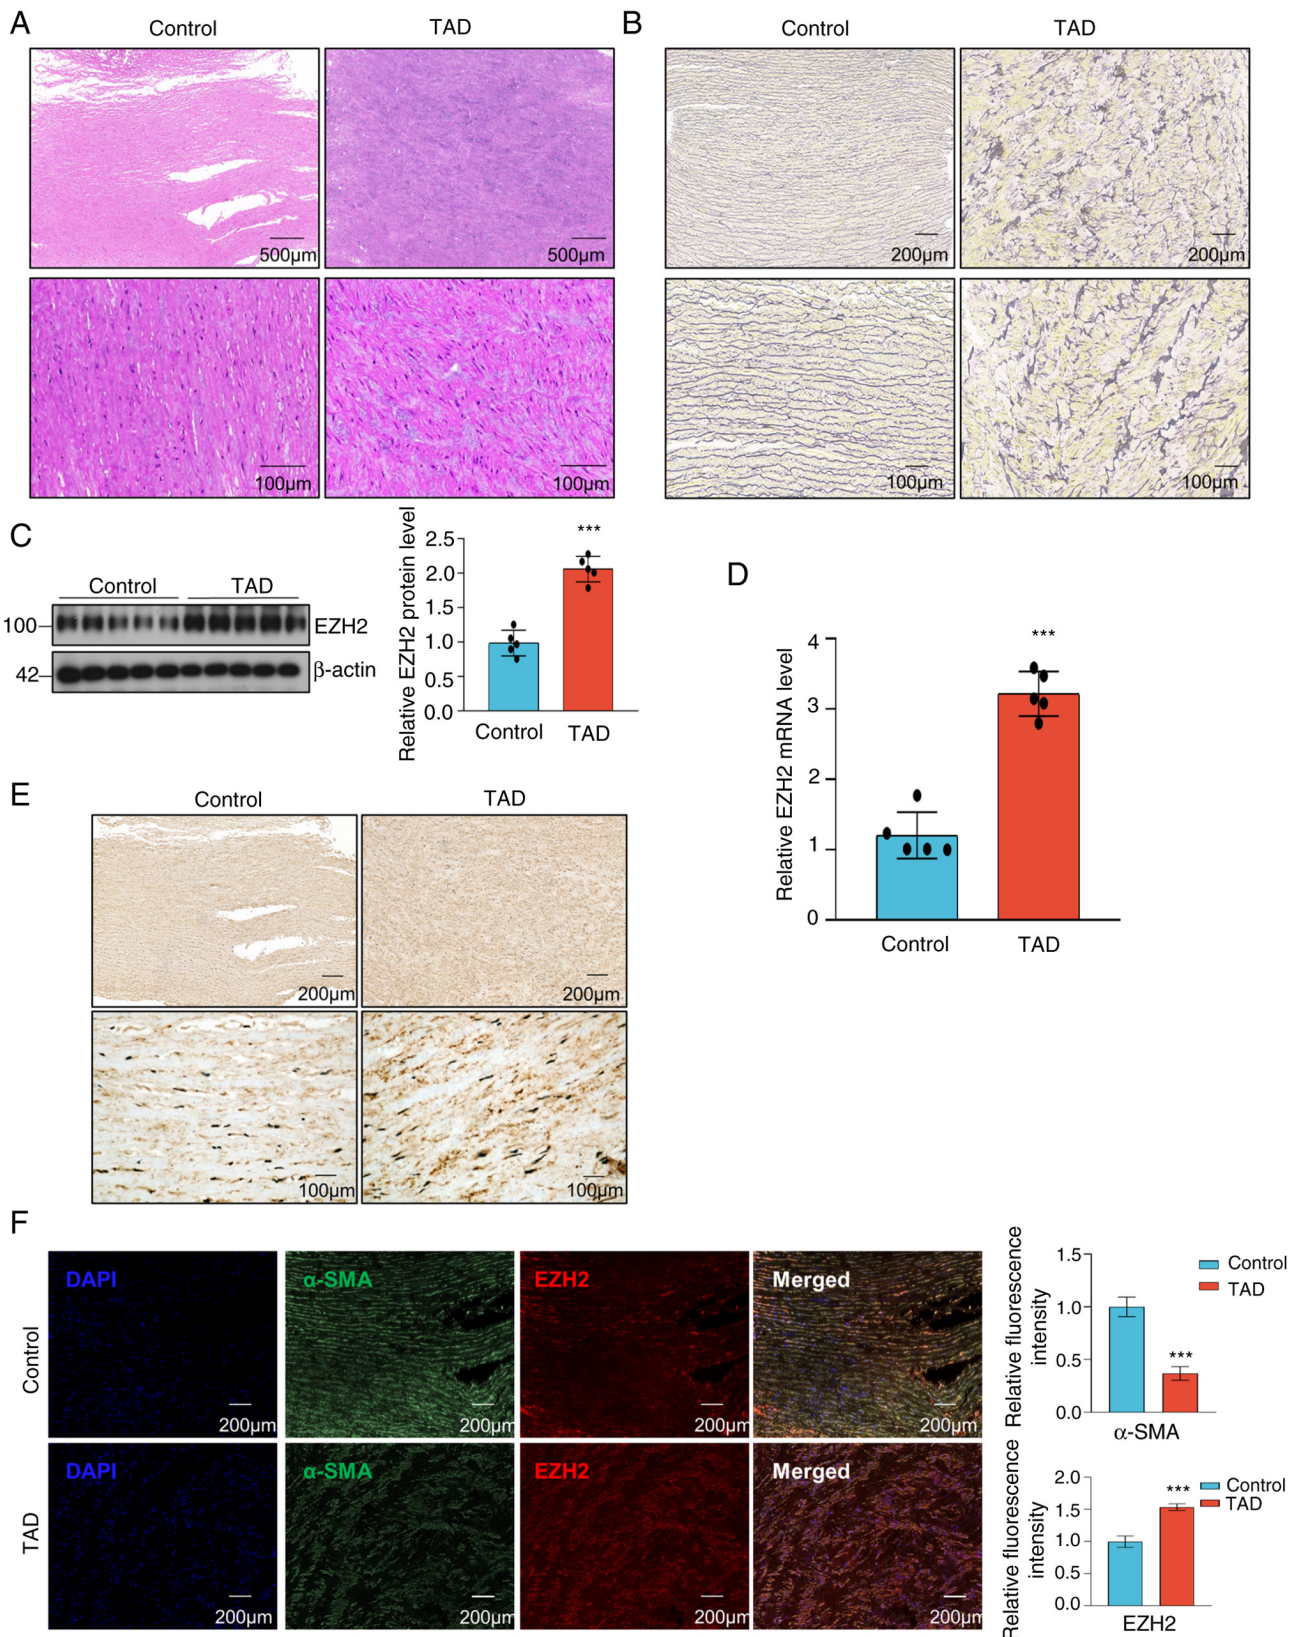 A
Control
TAD
500µm
500µm
100µm
100µm
B
Control
TAD
200µm
200µm
100µm
100µm
C
Control
TAD
100
EZH2
42
β-actin
Relative EZH2 protein level
2.5
2.0
1.5
1.0
0.5
0.0
***
Control
TAD
D
Relative EZH2 mRNA level
4
3
2
1
0
***
Control
TAD
E
Control
TAD
200µm
200µm
100µm
100µm
F
Control
DAPI
200µm
α-SMA
200µm
EZH2
200µm
Merged
200µm
TAD
DAPI
200µm
α-SMA
200µm
EZH2
200µm
Merged
200µm
Relative fluorescence
intensity
1.5
1.0
0.5
0.0
***
Control
TAD
α-SMA
Relative fluorescence
intensity
2.0
1.5
1.0
0.5
0.0
***
Control
TAD
EZH2